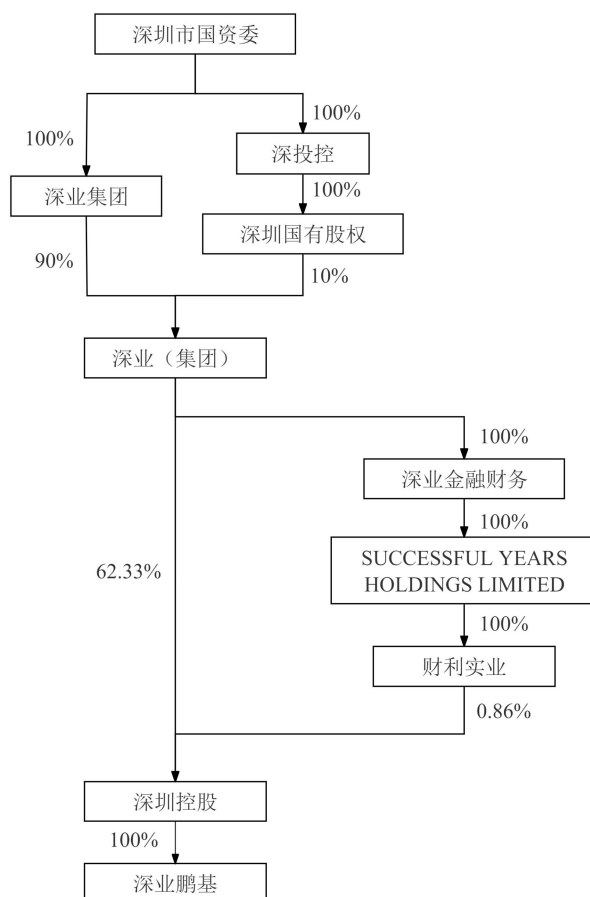 深圳市国资委
100%
100%
深投控
深业集团
100%
深圳国有股权
90%
10%
深业（集团）
100%
深业金融财务
100%
62.33%
SUCCESSFUL YEARS
HOLDINGS LIMITED
100%
财利实业
0.86%
深圳控股
100%
深业鹏基